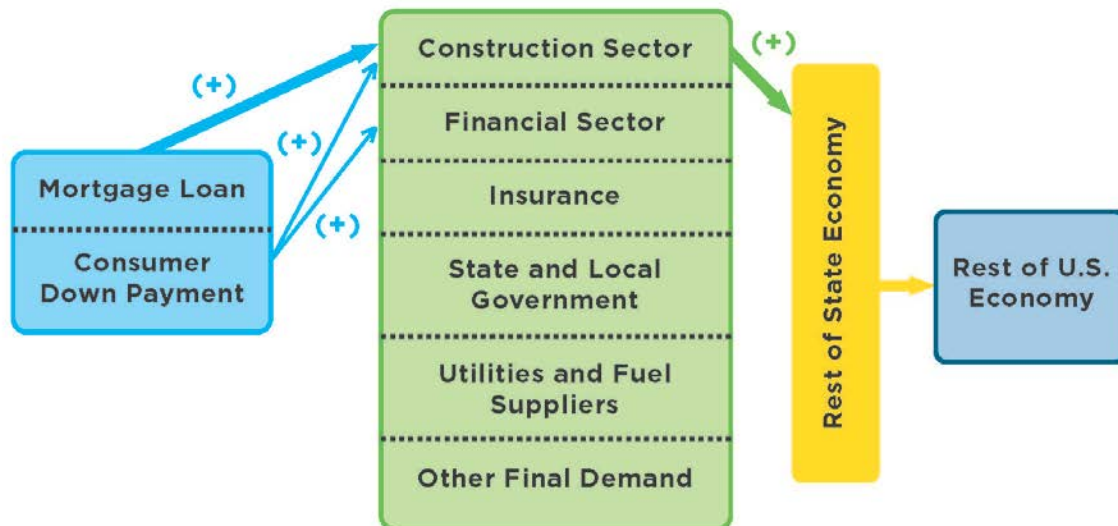 (+)
Mortgage Loan
Consumer
Down Payment
(+)
(+)
Construction Sector
Financial Sector
Insurance
State and Local
Government
Utilities and Fuel
Suppliers
Other Final Demand
(+)
Rest of State Economy
Rest of U.S.
Economy